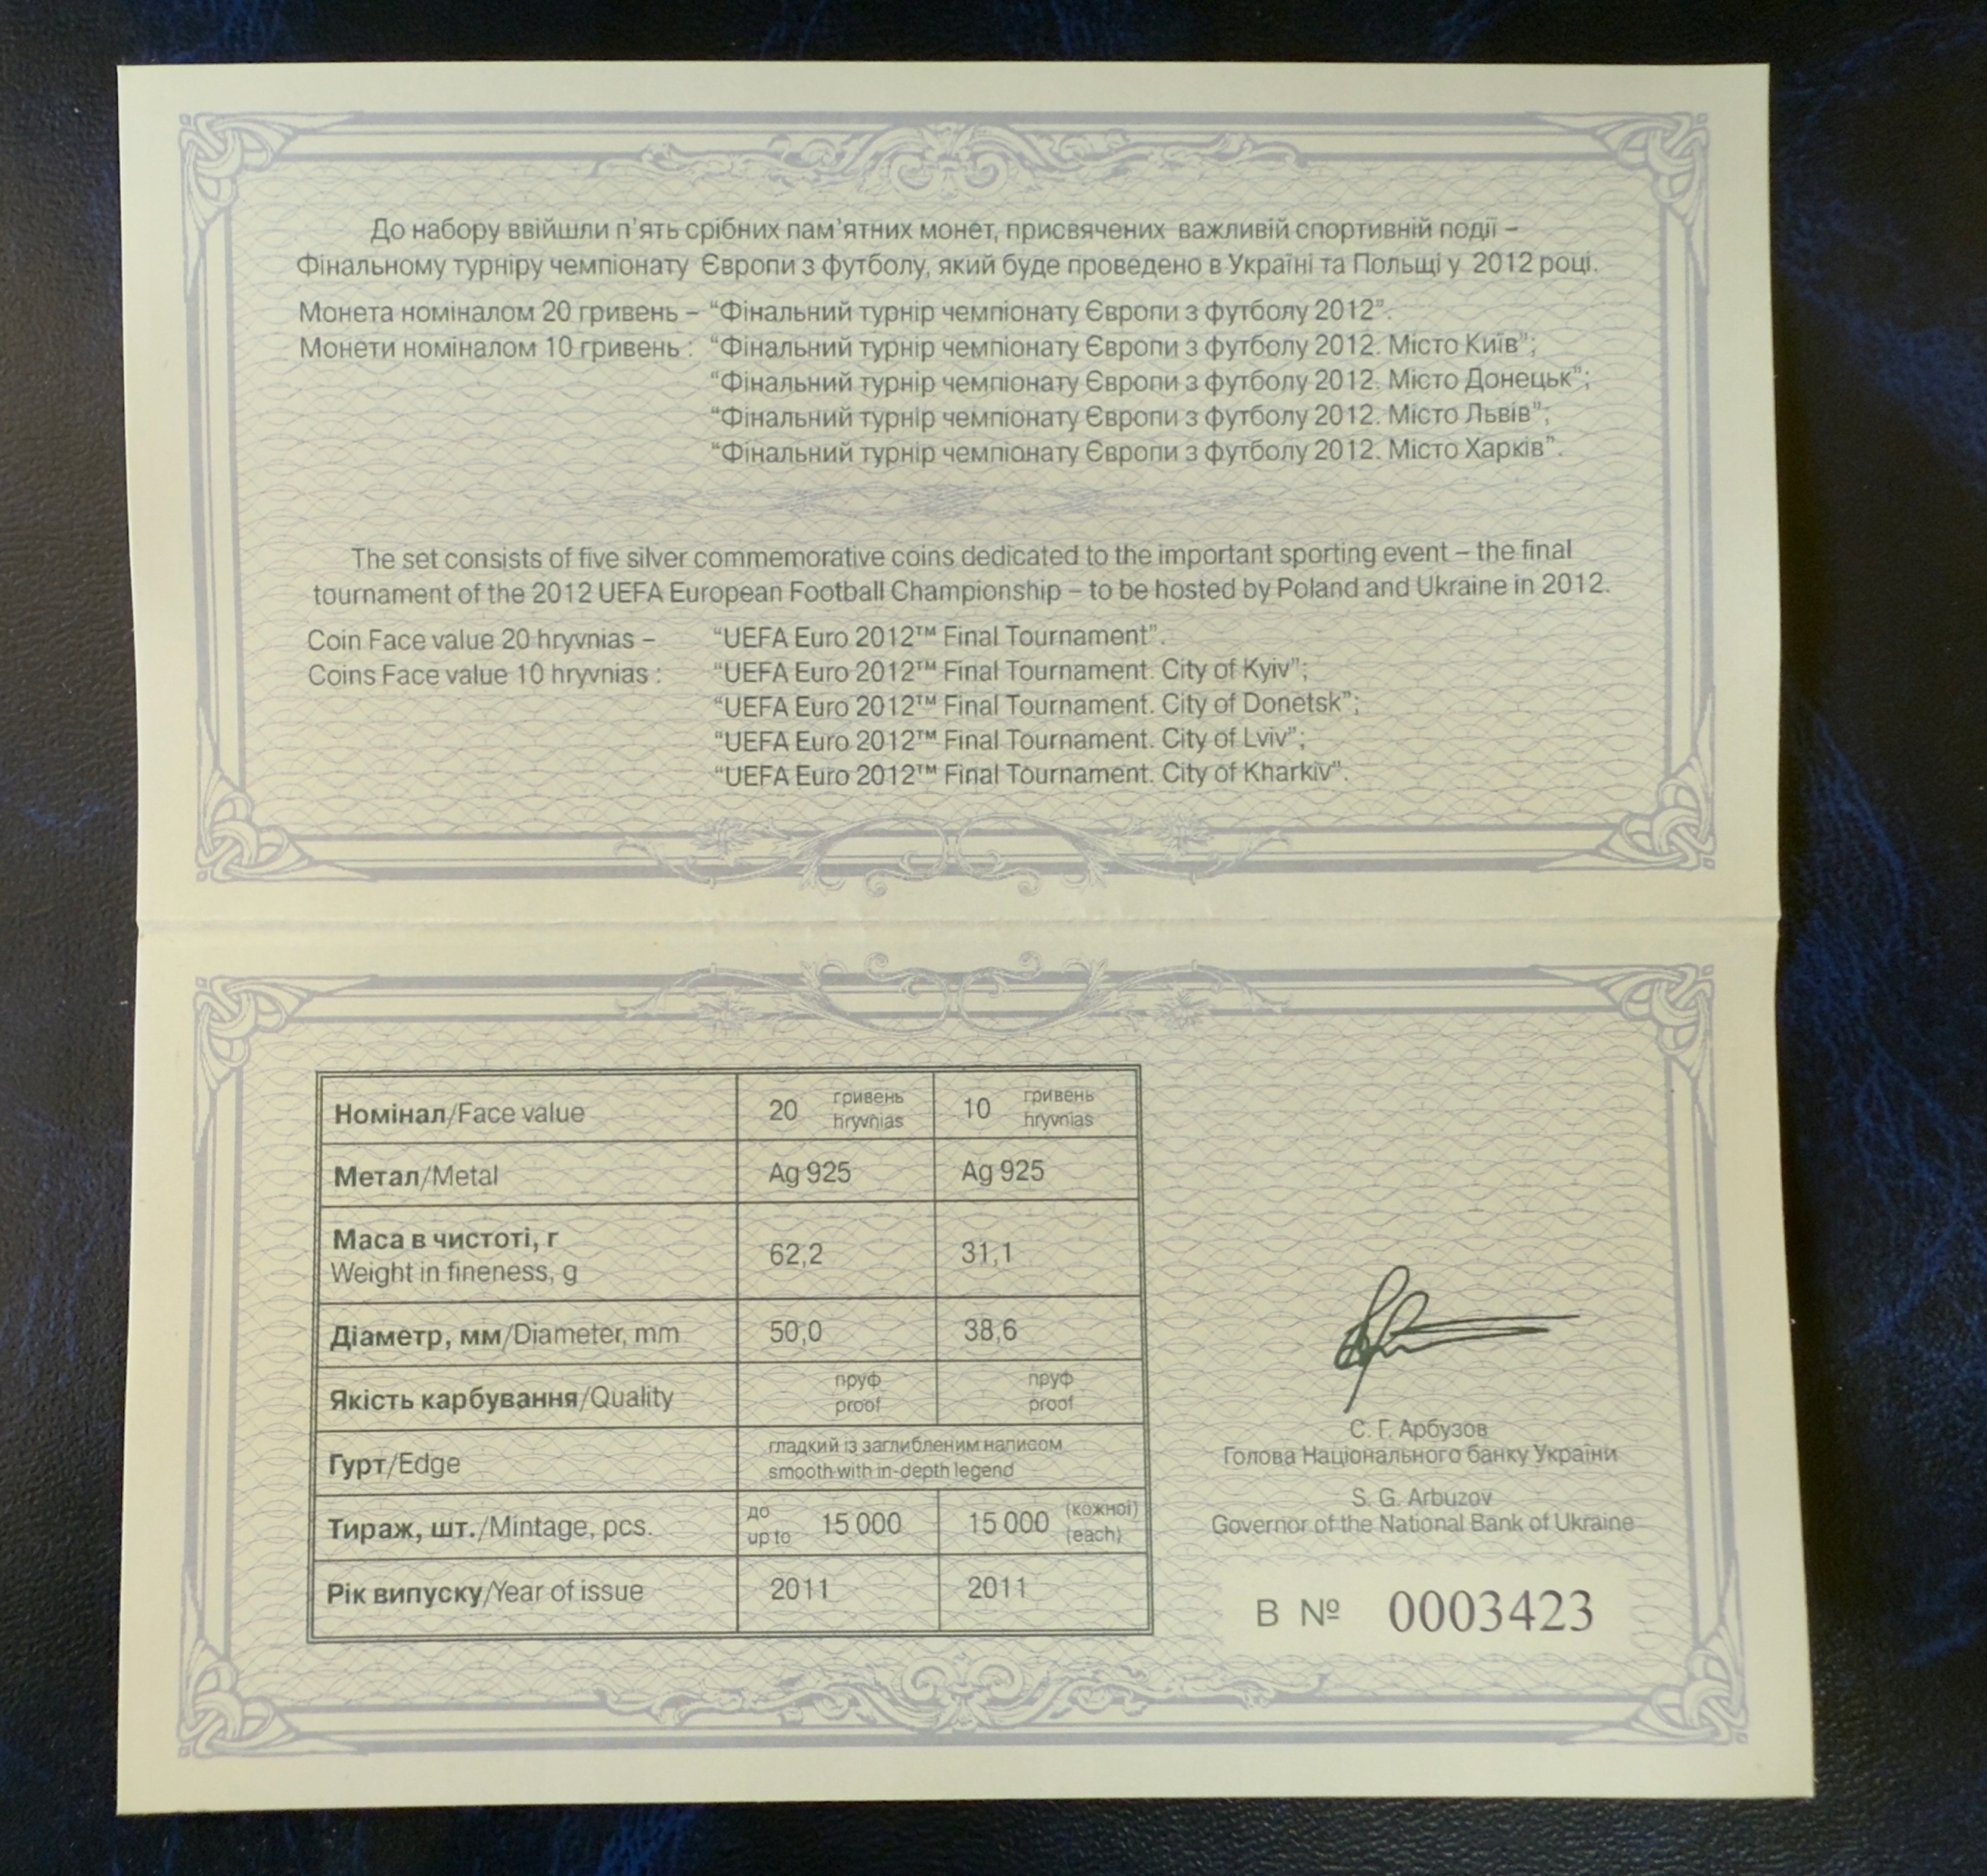 До набору ввійшли п'ять срібних пам'ятних монет, присвячених важливій спортивній події –
Фінальному турніру чемпіонату Європи з футболу, який буде проведено в Україні та Польщі у 2012 році.
Монета номіналом 20 гривень – “Фінальний турнір чемпіонату Європи з футболу 2012”.
Монети номіналом 10 гривень : “Фінальний турнір чемпіонату Європи з футболу 2012. Місто Київ”;
“Фінальний турнір чемпіонату Європи з футболу 2012. Місто Донецьк”;
“Фінальний турнір чемпіонату Європи з футболу 2012. Місто Львів”;
“Фінальний турнір чемпіонату Європи з футболу 2012. Місто Харків”.
The set consists of five silver commemorative coins dedicated to the important sporting event – the final
tournament of the 2012 UEFA European Football Championship – to be hosted by Poland and Ukraine in 2012.
Coin Face value 20 hryvnias – “UEFA Euro 2012™ Final Tournament”.
Coins Face value 10 hryvnias : “UEFA Euro 2012™ Final Tournament. City of Kyiv”;
“UEFA Euro 2012™ Final Tournament. City of Donetsk”;
“UEFA Euro 2012™ Final Tournament. City of Lviv”;
“UEFA Euro 2012™ Final Tournament. City of Kharkiv”.
Номінал/Face value 20 гривень hryvnias 10 гривень hryvnias
Метал/Metal Ag 925 Ag 925
Маса в чистоті, г
Weight in fineness, g 62,2 31,1
Діаметр, мм/Diameter, mm 50,0 38,6
Якість карбування/Quality пруф proof пруф proof
Гурт/Edge гладкий із заглибленим написом
smooth with in-depth legend
Тираж, шт./Mintage, pcs. до up to 15 000 15 000 (кожної) (each)
Рік випуску/Year of issue 2011 2011
С. Г. Арбузов
Голова Національного банку України
S. G. Arbuzov
Governor of the National Bank of Ukraine
В № 0003423